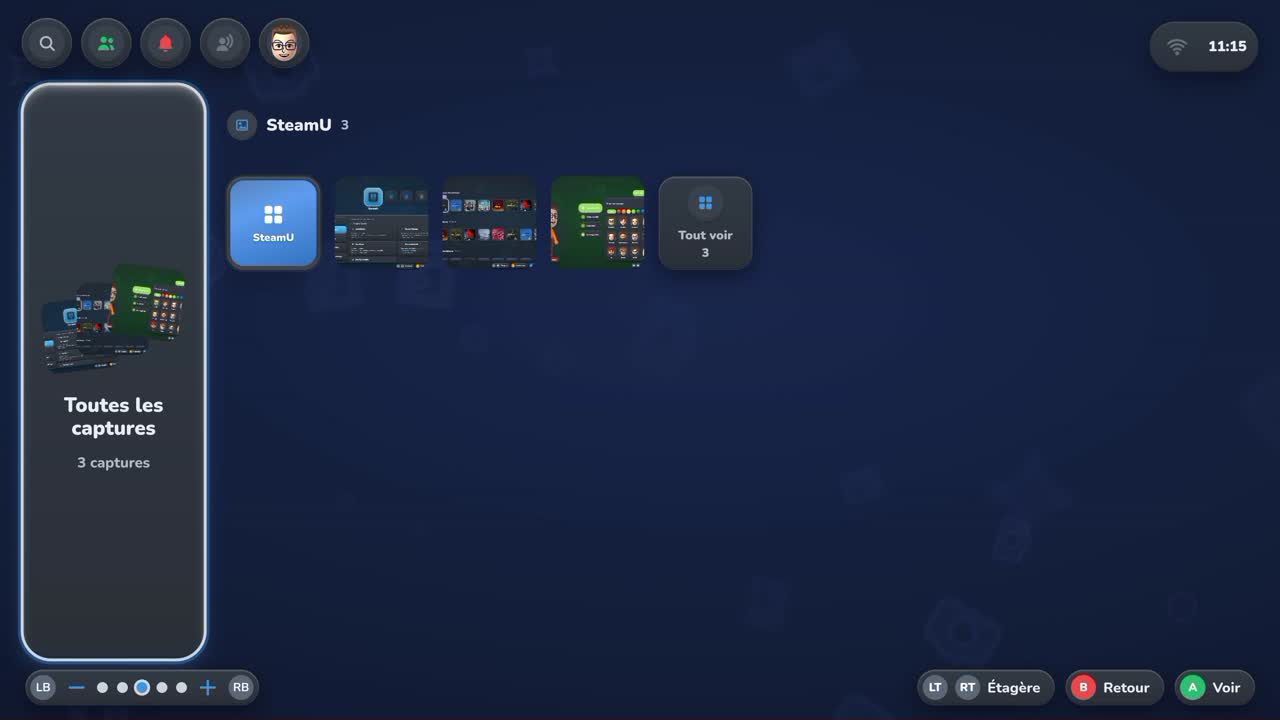 11:15
SteamU 3
SteamU
Tout voir
3
Toutes les
captures
3 captures
LB
RB
LT RT Étagère
B Retour
A Voir